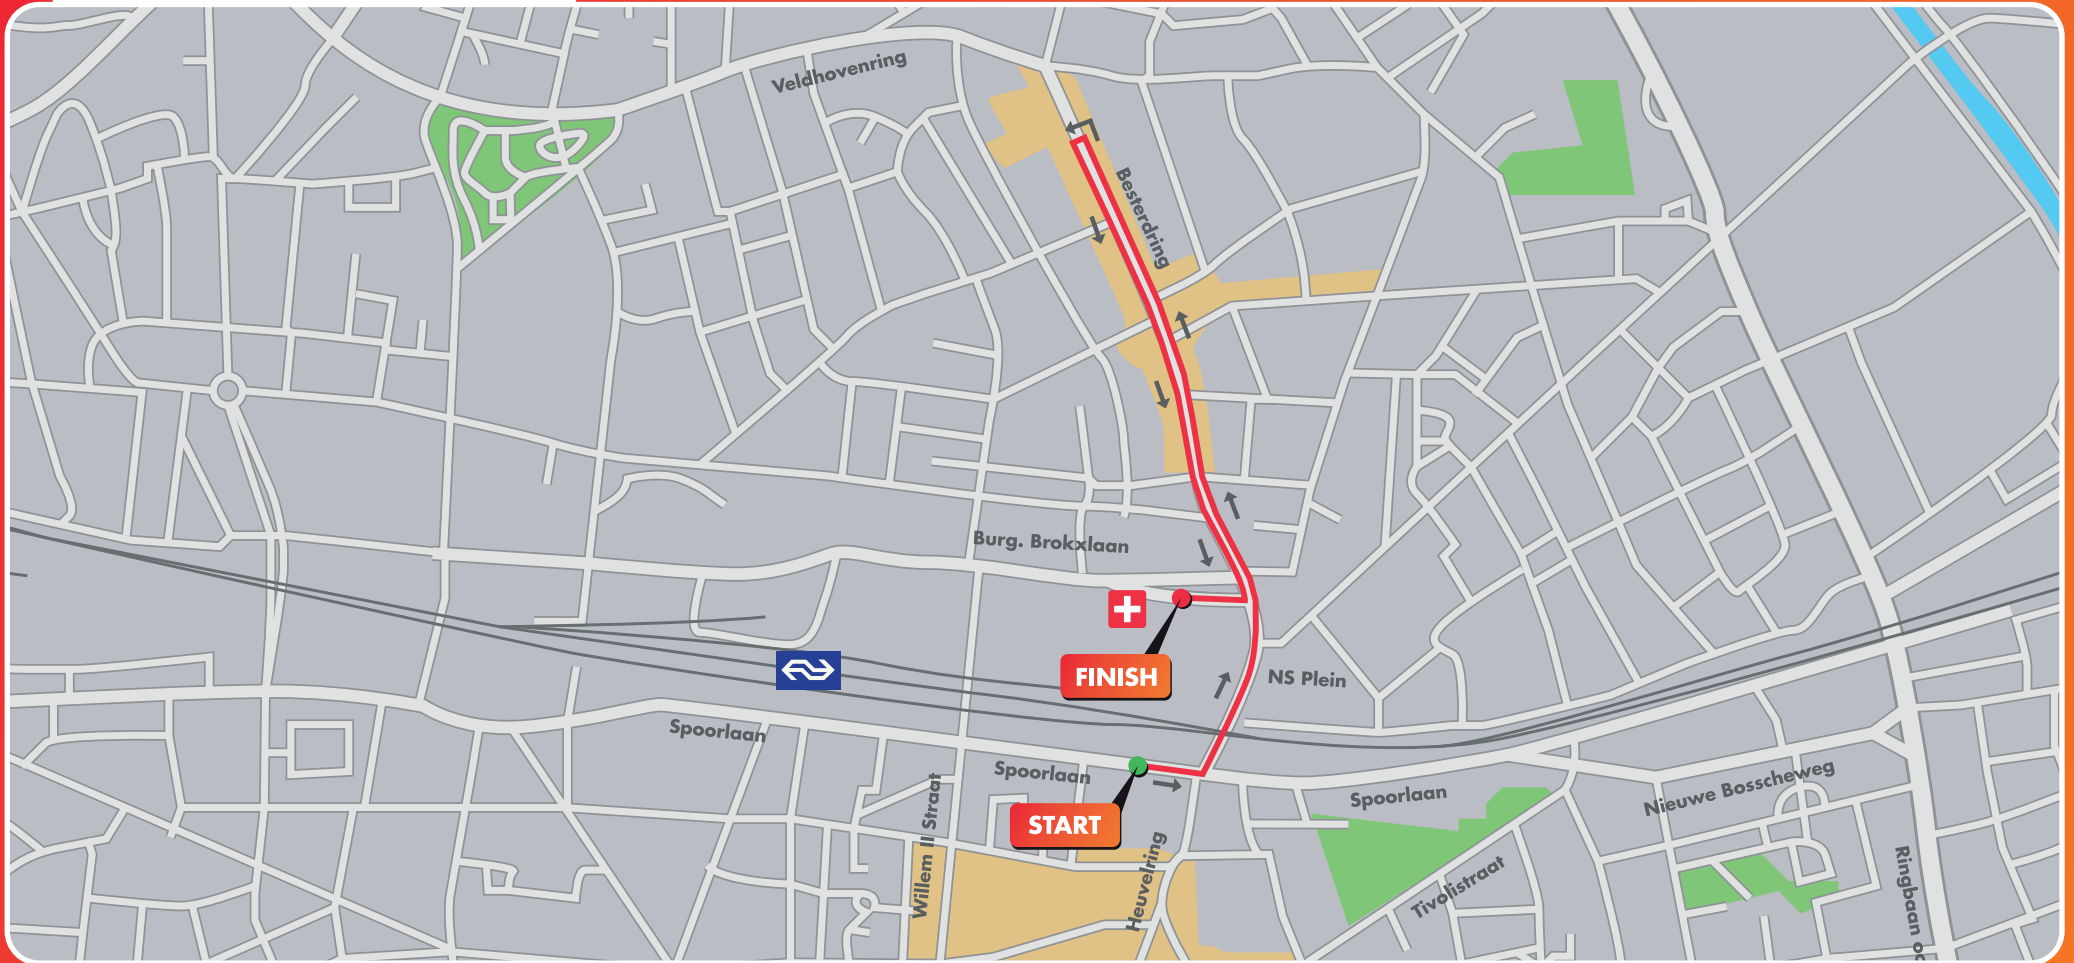 Veldhovenring
Besterdring
Burg. Brokxlaan
FINISH
NS Plein
Spoorlaan
Spoorlaan
Spoorlaan
START
Nieuwe Bosscheweg
Willem II Straat
Heuvelring
Tivolistraat
Ringbaan